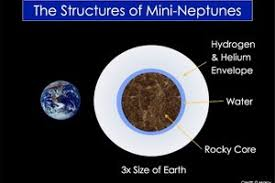 The Structures of Mini-Neptunes
Hydrogen
& Helium
Envelope
Water
Rocky Core
3x Size of Earth